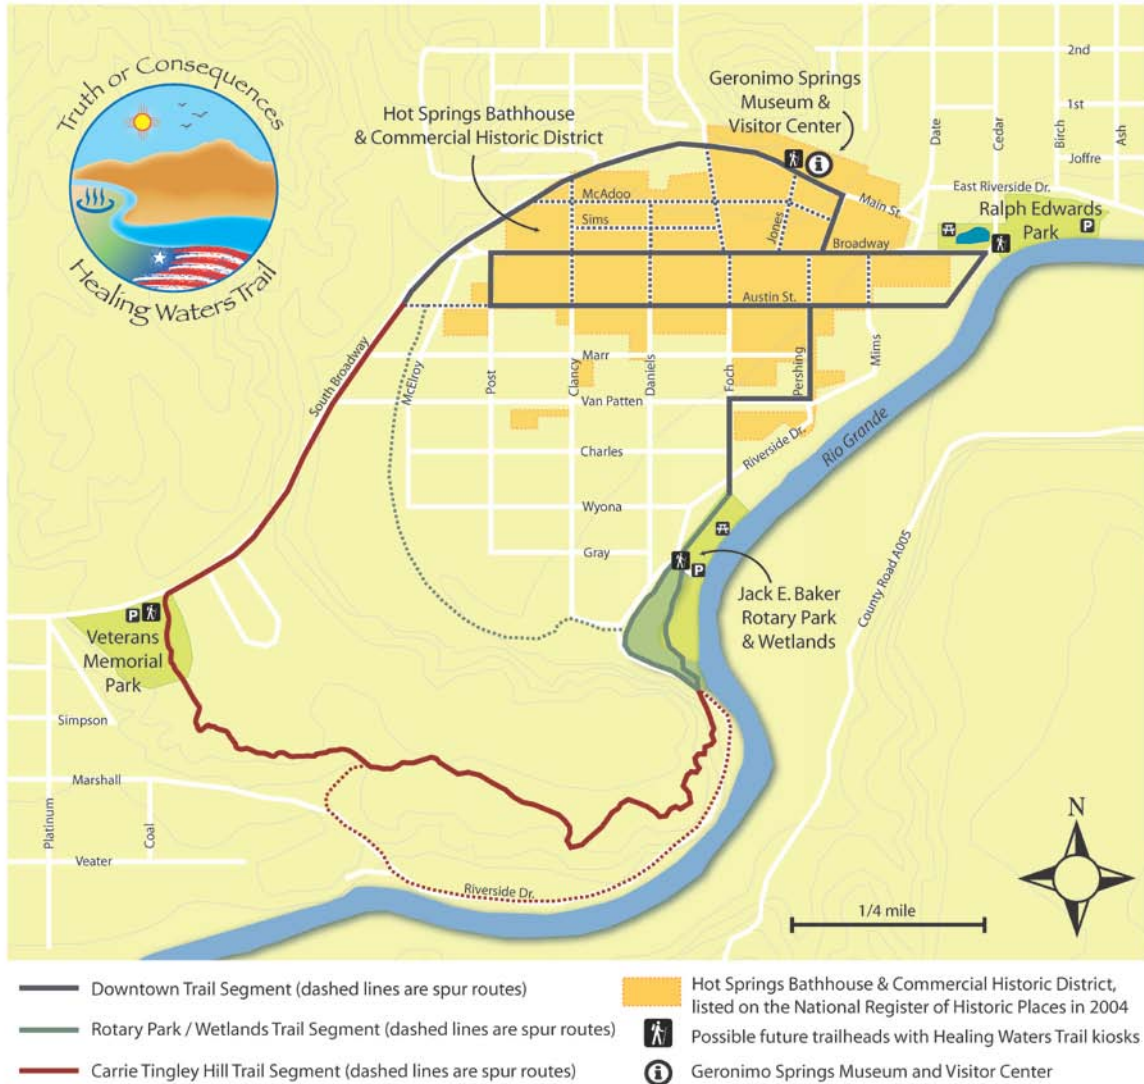 Truth or Consequences
Healing Waters Trail
Hot Springs Bathhouse
& Commercial Historic District
Geronimo Springs
Museum &
Visitor Center
2nd
1st
Date
Cedar
Birch
Ash
Joffre
East Riverside Dr.
Ralph Edwards
Park
P
McAdoo
Sims
Jones
Main St.
Broadway
Austin St.
South Broadway
McElroy
Post
Clancy
Daniels
Foch
Pershing
Mims
Marr
Van Patten
Charles
Riverside Dr.
Rio Grande
Wyona
Gray
P
Jack E. Baker
Rotary Park
& Wetlands
County Road A005
P
Veterans
Memorial
Park
Simpson
Marshall
Platinum
Coal
Veater
Riverside Dr.
N
1/4 mile
Downtown Trail Segment (dashed lines are spur routes)
Rotary Park / Wetlands Trail Segment (dashed lines are spur routes)
Carrie Tingley Hill Trail Segment (dashed lines are spur routes)
Hot Springs Bathhouse & Commercial Historic District,
listed on the National Register of Historic Places in 2004
Possible future trailheads with Healing Waters Trail kiosks
Geronimo Springs Museum and Visitor Center